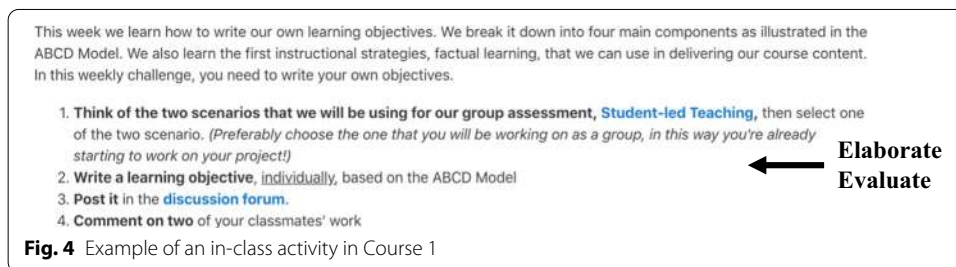 This week we learn how to write our own learning objectives. We break it down into four main components as illustrated in the
ABCD Model. We also learn the first instructional strategies, factual learning, that we can use in delivering our course content.
In this weekly challenge, you need to write your own objectives.
1. Think of the two scenarios that we will be using for our group assessment, Student-led Teaching, then select one
of the two scenario. (Preferably choose the one that you will be working on as a group, in this way you're already
starting to work on your project!)
2. Write a learning objective, individually, based on the ABCD Model
3. Post it in the discussion forum.
4. Comment on two of your classmates' work
Elaborate
Evaluate
Fig. 4 Example of an in-class activity in Course 1